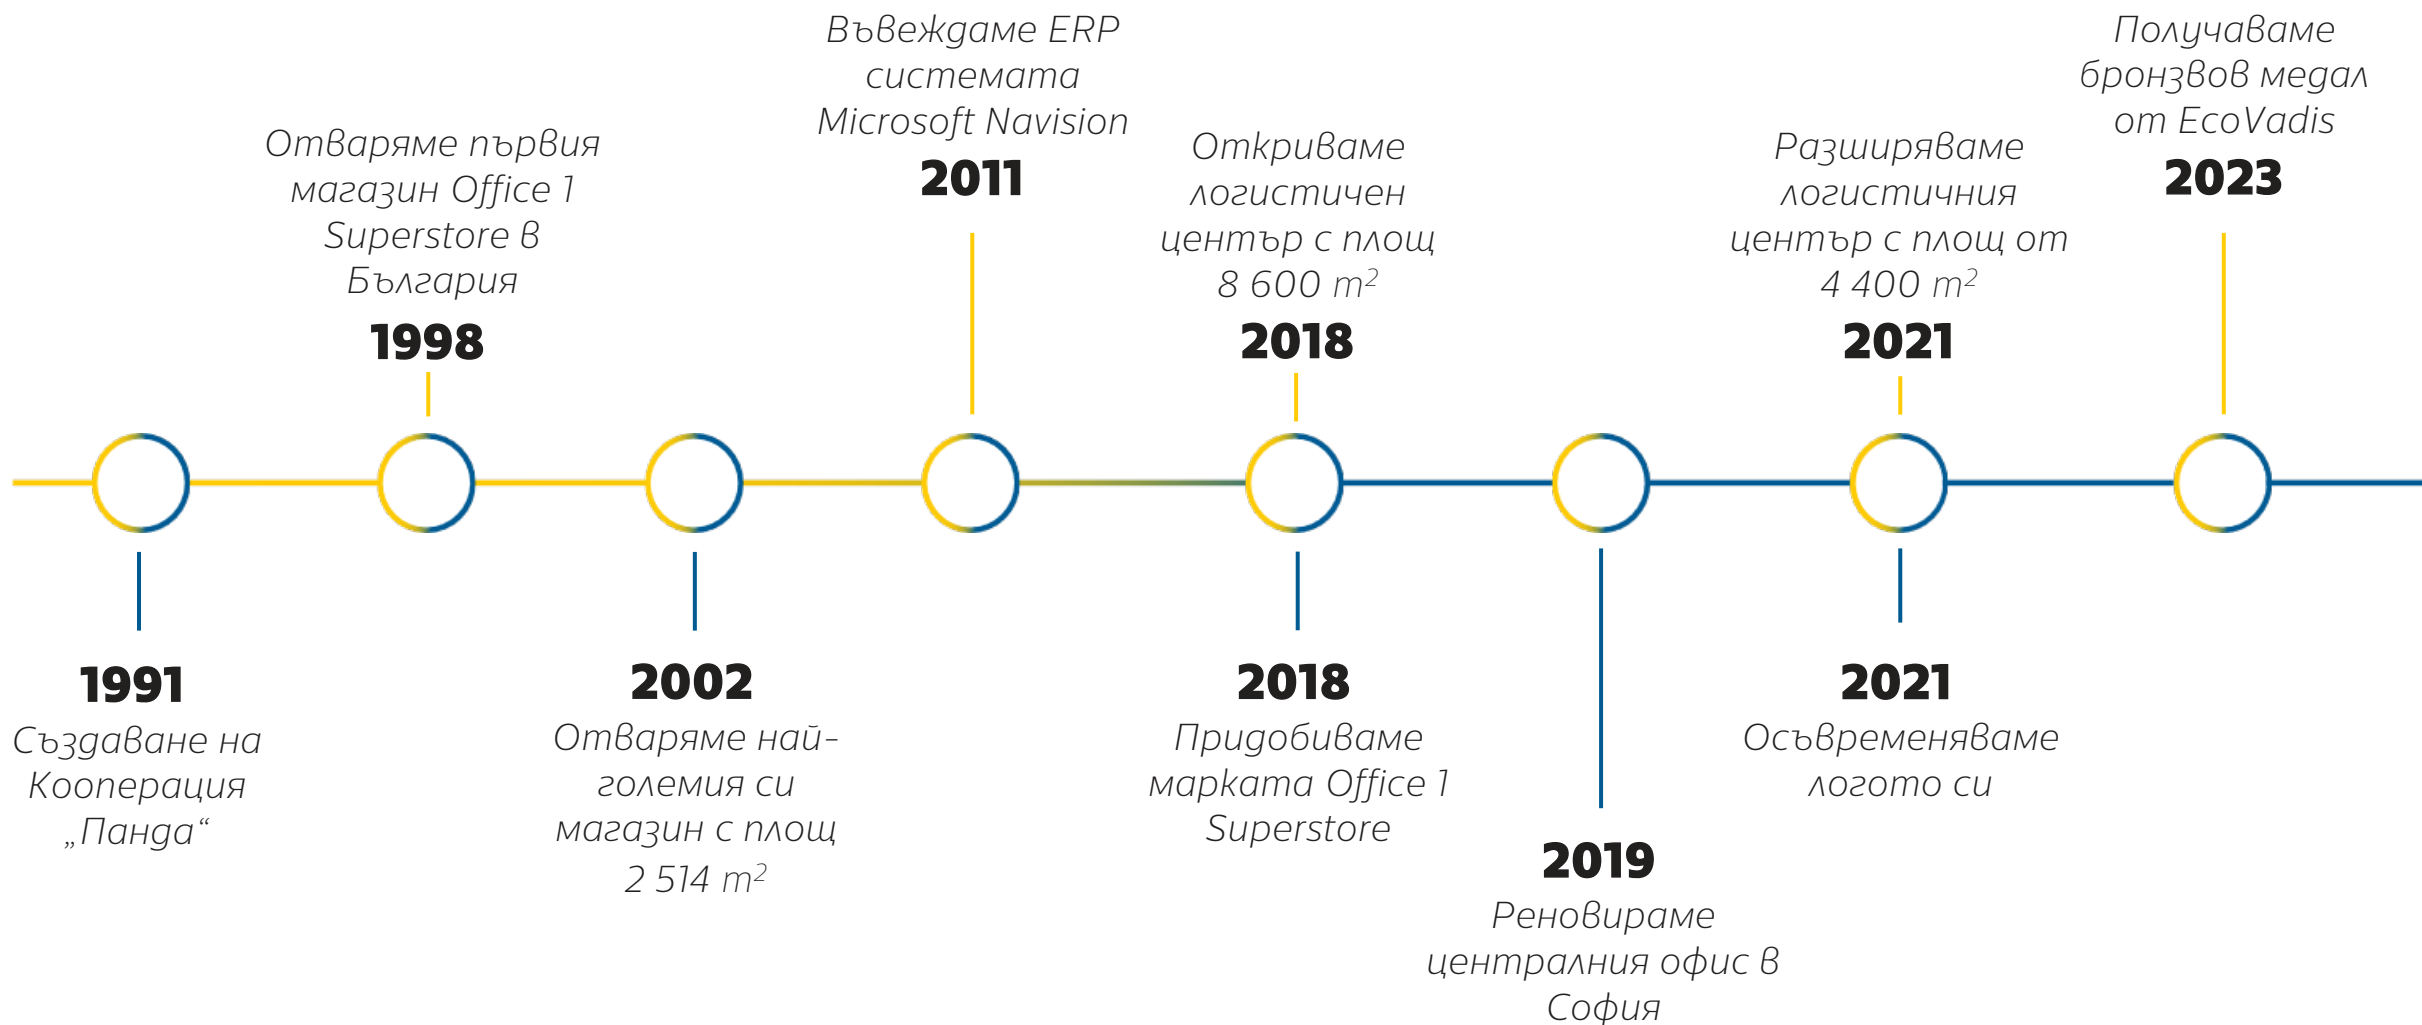 1991
Създаване на
Кооперация
„Панда“
Отваряме първия
магазин Office 1
Superstore в
България
1998
2002
Отваряме най-
големия си
магазин с площ
2 514 m²
Въвеждаме ERP
системата
Microsoft Navision
2011
Откриваме
логистичен
център с площ
8 600 m²
2018
2018
Придобиваме
марката Office 1
Superstore
2019
Реновираме
централния офис в
София
Разширяваме
логистичния
център с площ от
4 400 m²
2021
2021
Осъвременяваме
логото си
Получаваме
бронзвов медал
от EcoVadis
2023